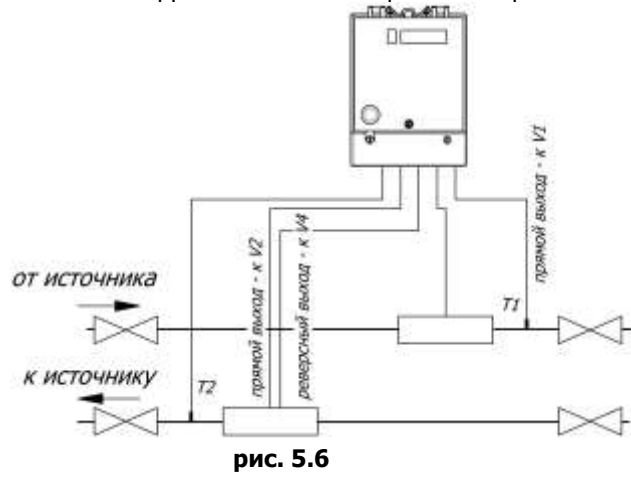 от источника
к источнику
T2
прямой выход - к V2
реверсный выход - к V4
T1
прямой выход - к V1
рис. 5.6